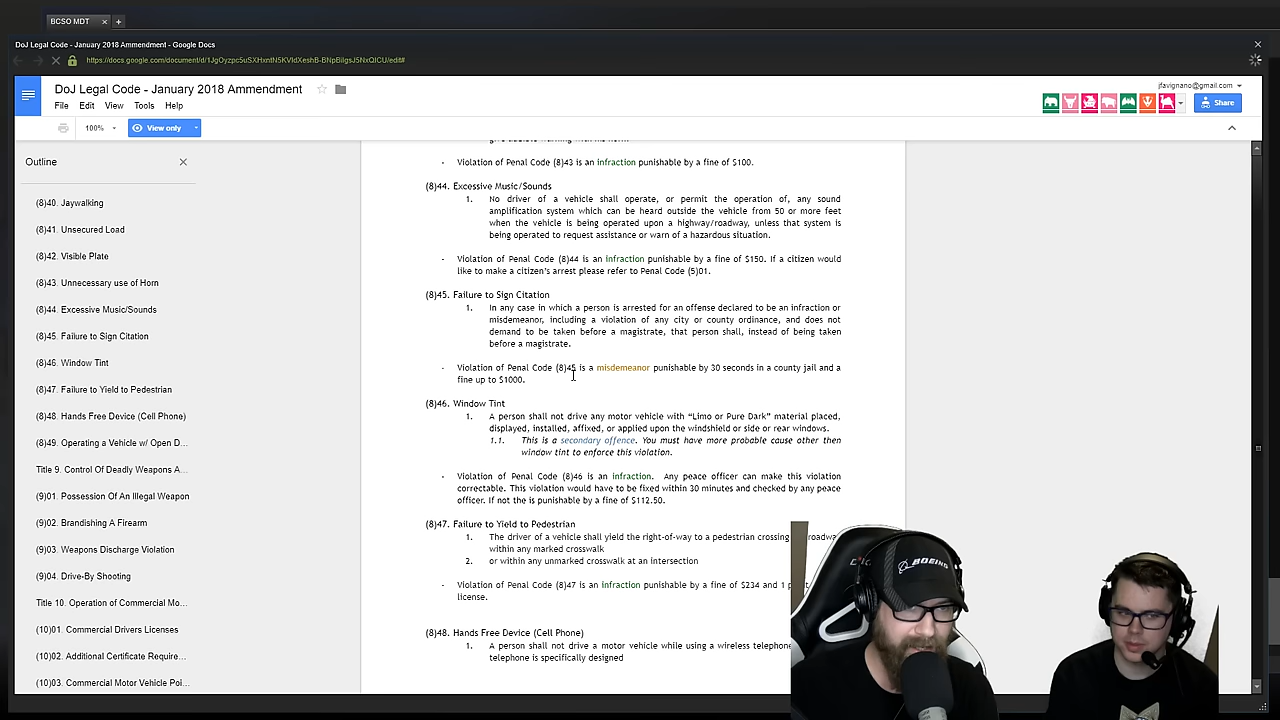 BCSO MDT
DoJ Legal Code - January 2018 Ammendment - Google Docs
DoJ Legal Code - January 2018 Ammendment
jfavignano@gmail.com
File Edit View Tools Help
Share
100%
View only
Outline
(8)40. Jaywalking
(8)41. Unsecured Load
(8)42. Visible Plate
(8)43. Unnecessary use of Horn
(8)44. Excessive Music/Sounds
(8)45. Failure to Sign Citation
(8)46. Window Tint
(8)47. Failure to Yield to Pedestrian
(8)48. Hands Free Device (Cell Phone)
(8)49. Operating a Vehicle w/ Open D...
Title 9. Control Of Deadly Weapons A...
(9)01. Possession Of An Illegal Weapon
(9)02. Brandishing A Firearm
(9)03. Weapons Discharge Violation
(9)04. Drive-By Shooting
Title 10. Operation of Commercial Mo...
(10)01. Commercial Drivers Licenses
(10)02. Additional Certificate Require...
(10)03. Commercial Motor Vehicle Poi...
- Violation of Penal Code (8)43 is an infraction punishable by a fine of $100.
(8)44. Excessive Music/Sounds
1. No driver of a vehicle shall operate, or permit the operation of, any sound
amplification system which can be heard outside the vehicle from 50 or more feet
when the vehicle is being operated upon a highway/roadway, unless that system is
being operated to request assistance or warn of a hazardous situation.
- Violation of Penal Code (8)44 is an infraction punishable by a fine of $150. If a citizen would
like to make a citizen's arrest please refer to Penal Code (5)01.
(8)45. Failure to Sign Citation
1. In any case in which a person is arrested for an offense declared to be an infraction or
misdemeanor, including a violation of any city or county ordinance, and does not
demand to be taken before a magistrate, that person shall, instead of being taken
before a magistrate.
- Violation of Penal Code (8)45 is a misdemeanor punishable by 30 seconds in a county jail and a
fine up to $1000.
(8)46. Window Tint
1. A person shall not drive any motor vehicle with “Limo or Pure Dark” material placed,
displayed, installed, affixed, or applied upon the windshield or side or rear windows.
1.1. This is a secondary offence. You must have more probable cause other then
window tint to enforce this violation.
- Violation of Penal Code (8)46 is an infraction. Any peace officer can make this violation
correctable. This violation would have to be fixed within 30 minutes and checked by any peace
officer. If not the is punishable by a fine of $112.50.
(8)47. Failure to Yield to Pedestrian
1. The driver of a vehicle shall yield the right-of-way to a pedestrian crossing
within any marked crosswalk
2. or within any unmarked crosswalk at an intersection
- Violation of Penal Code (8)47 is an infraction punishable by a fine of $234 and 1
license.
(8)48. Hands Free Device (Cell Phone)
1. A person shall not drive a motor vehicle while using a wireless telephone
telephone is specifically designed
BOEING